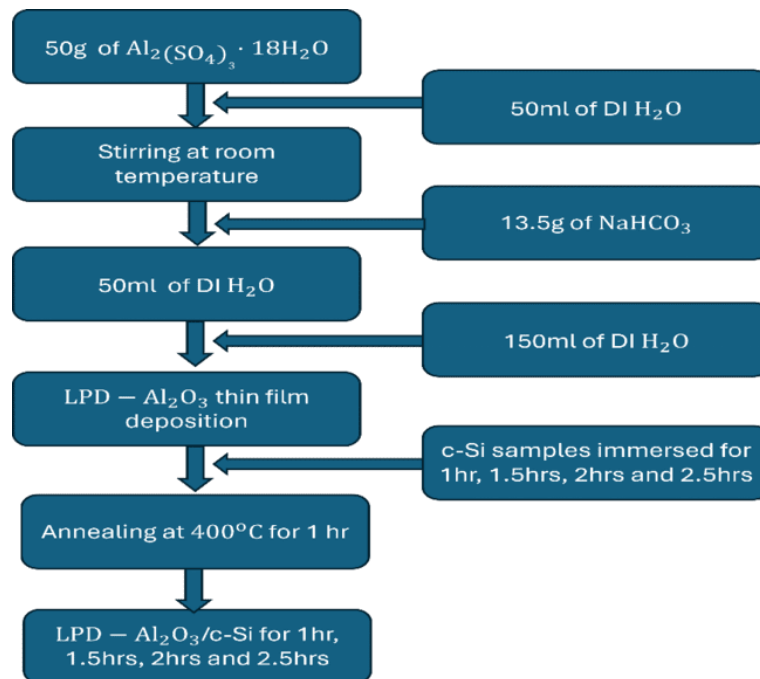 50g of Al₂(SO₄)₃ · 18H₂O
50ml of DI H₂O
Stirring at room
temperature
13.5g of NaHCO₃
50ml of DI H₂O
150ml of DI H₂O
LPD − Al₂O₃ thin film
deposition
c-Si samples immersed for
1hr, 1.5hrs, 2hrs and 2.5hrs
Annealing at 400°C for 1 hr
LPD − Al₂O₃/c-Si for 1hr,
1.5hrs, 2hrs and 2.5hrs